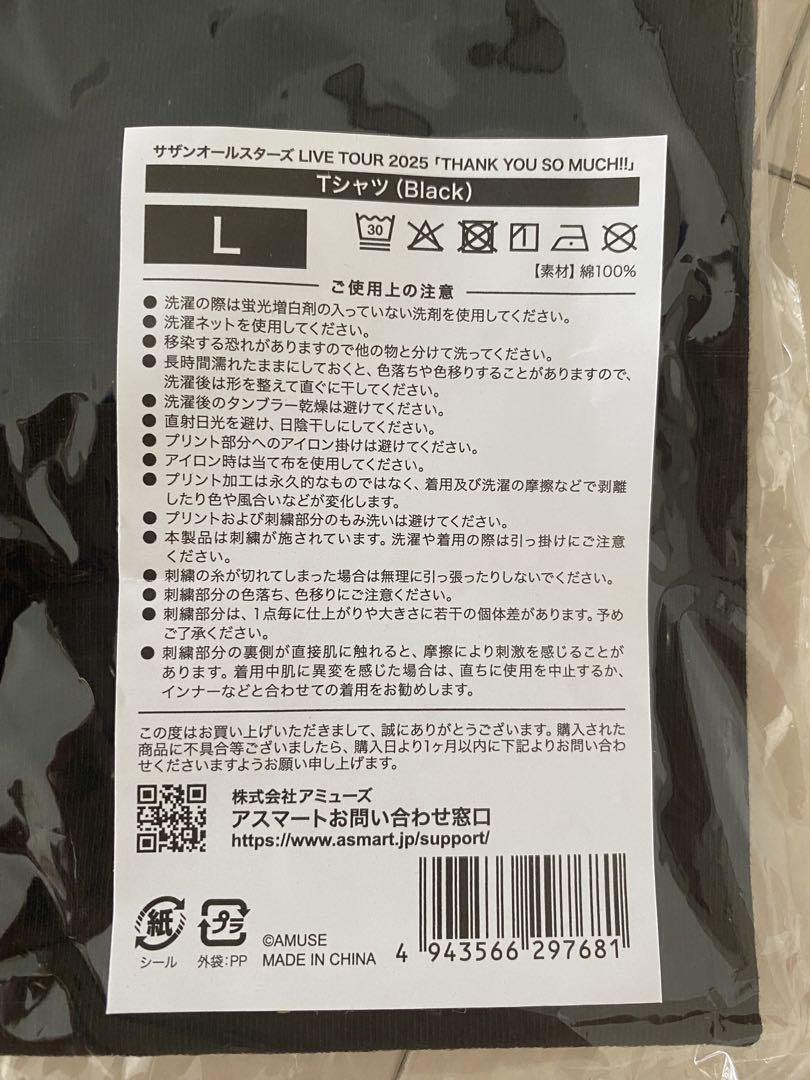 サザンオールスターズ LIVE TOUR 2025 「THANK YOU SO MUCH!!」
Tシャツ (Black)
L
30
【素材】 綿100%
ご使用上の注意
● 洗濯の際は蛍光増白剤の入っていない洗剤を使用してください。
● 洗濯ネットを使用してください。
● 移染する恐れがありますので他の物と分けて洗ってください。
● 長時間濡れたままにしておくと、色落ちや色移りすることがありますので、
洗濯後は形を整えて直ぐに干してください。
● 洗濯後のタンブラー乾燥は避けてください。
● 直射日光を避け、日陰干しにしてください。
● プリント部分へのアイロン掛けは避けてください。
● アイロン時は当て布を使用してください。
● プリント加工は永久的なものではなく、着用及び洗濯の摩擦などで剥離
したり色や風合いなどが変化します。
● プリントおよび刺繍部分のもみ洗いは避けてください。
● 本製品は刺繍が施されています。洗濯や着用の際は引っ掛けにご注意
ください。
● 刺繍の糸が切れてしまった場合は無理に引っ張ったりしないでください。
● 刺繍部分の色落ち、色移りにご注意ください。
● 刺繍部分は、1点毎に仕上がりや大きさに若干の個体差があります。予め
ご了承ください。
● 刺繍部分の裏側が直接肌に触れると、摩擦により刺激を感じることが
あります。着用中肌に異変を感じた場合は、直ちに使用を中止するか、
インナーなどと合わせての着用をお勧めします。
この度はお買い上げいただきまして、誠にありがとうございます。購入された
商品に不具合等ございましたら、購入日より1ヶ月以内に下記よりお問い合わ
せくださいますようお願い申し上げます。
株式会社アミューズ
アスマートお問い合わせ窓口
https://www.asmart.jp/support/
紙
シール
プラ
外袋:PP
©AMUSE
MADE IN CHINA
4 943566 297681